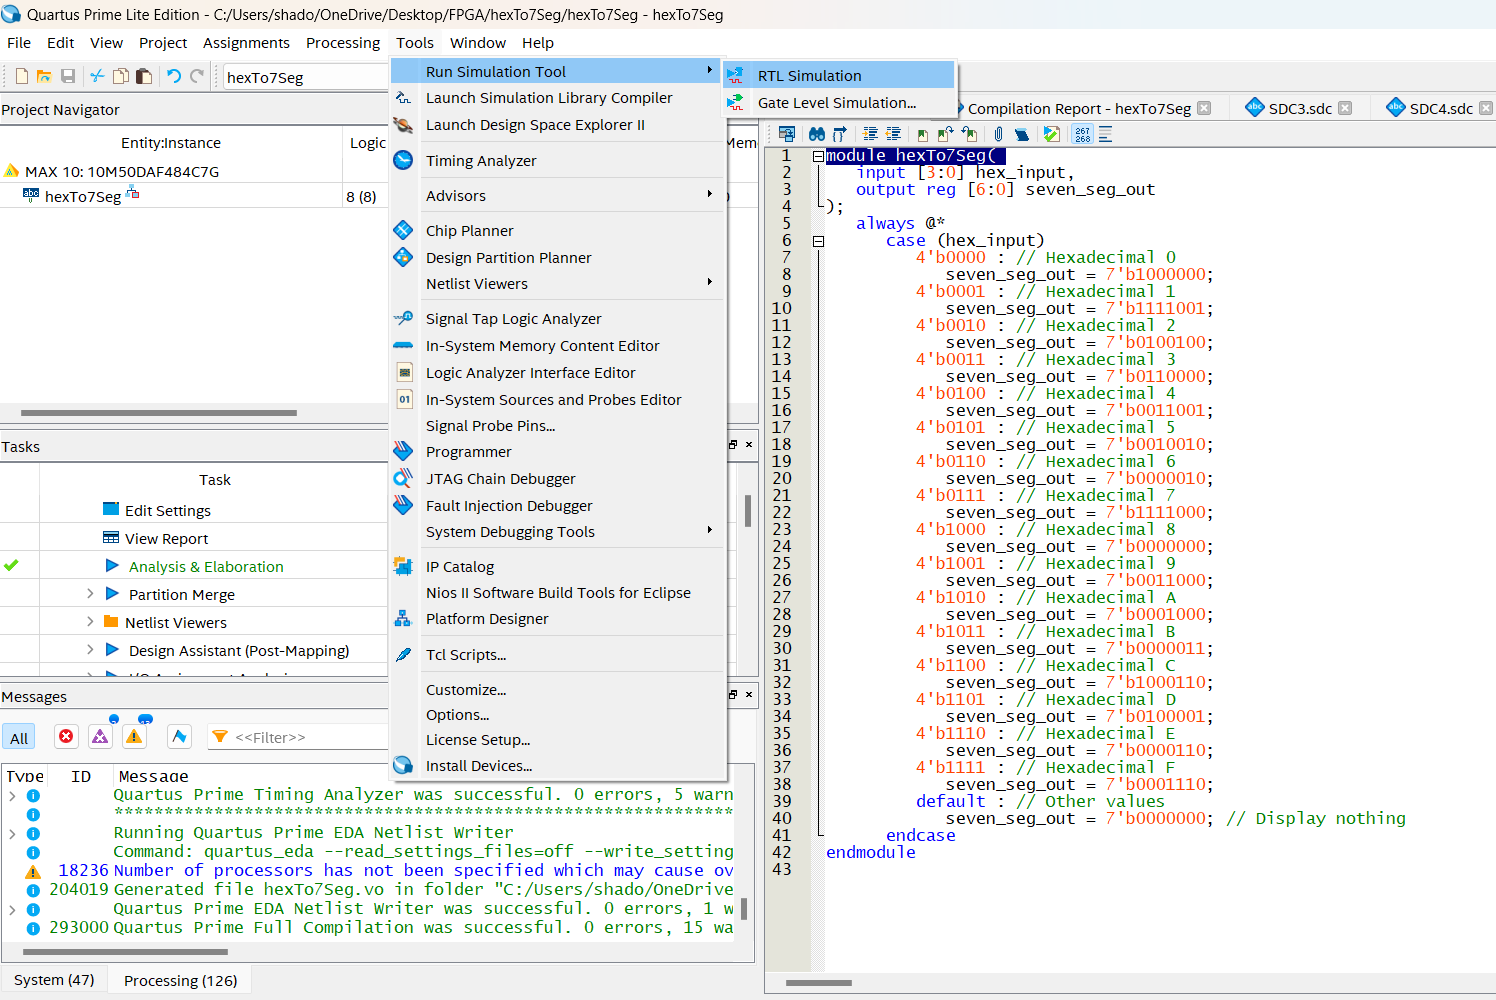 Quartus Prime Lite Edition - C:/Users/shado/OneDrive/Desktop/FPGA/hexTo7Seg/hexTo7Seg - hexTo7Seg
File Edit View Project Assignments Processing Tools Window Help
hexTo7Seg
Project Navigator
Entity:Instance
Logic
MAX 10: 10M50DAF484C7G
hexTo7Seg
8 (8)
Run Simulation Tool
Launch Simulation Library Compiler
Launch Design Space Explorer II
Timing Analyzer
Advisors
Chip Planner
Design Partition Planner
Netlist Viewers
Signal Tap Logic Analyzer
In-System Memory Content Editor
Logic Analyzer Interface Editor
In-System Sources and Probes Editor
Signal Probe Pins...
Programmer
JTAG Chain Debugger
Fault Injection Debugger
System Debugging Tools
IP Catalog
Nios II Software Build Tools for Eclipse
Platform Designer
Tcl Scripts...
Customize...
Options...
License Setup...
Install Devices...
RTL Simulation
Gate Level Simulation...
Tasks
Task
Edit Settings
View Report
Analysis & Elaboration
Partition Merge
Netlist Viewers
Design Assistant (Post-Mapping)
Messages
All
<<Filter>>
Type ID Message
Quartus Prime Timing Analyzer was successful. 0 errors, 5 warn
Running Quartus Prime EDA Netlist Writer
Command: quartus_eda --read_settings_files=off --write_setting
18236 Number of processors has not been specified which may cause ov
204019 Generated file hexTo7Seg.vo in folder "C:/Users/shado/OneDrive
Quartus Prime EDA Netlist Writer was successful. 0 errors, 1 w
293000 Quartus Prime Full Compilation was successful. 0 errors, 15 wa
System (47) Processing (126)
Compilation Report - hexTo7Seg SDC3.sdc SDC4.sdc
267
268
1 module hexTo7Seg(
2 input [3:0] hex_input,
3 output reg [6:0] seven_seg_out
4 );
5 always @*
6 case (hex_input)
7 4'b0000 : // Hexadecimal 0
8 seven_seg_out = 7'b1000000;
9 4'b0001 : // Hexadecimal 1
10 seven_seg_out = 7'b1111001;
11 4'b0010 : // Hexadecimal 2
12 seven_seg_out = 7'b0100100;
13 4'b0011 : // Hexadecimal 3
14 seven_seg_out = 7'b0110000;
15 4'b0100 : // Hexadecimal 4
16 seven_seg_out = 7'b0011001;
17 4'b0101 : // Hexadecimal 5
18 seven_seg_out = 7'b0010010;
19 4'b0110 : // Hexadecimal 6
20 seven_seg_out = 7'b0000010;
21 4'b0111 : // Hexadecimal 7
22 seven_seg_out = 7'b1111000;
23 4'b1000 : // Hexadecimal 8
24 seven_seg_out = 7'b0000000;
25 4'b1001 : // Hexadecimal 9
26 seven_seg_out = 7'b0011000;
27 4'b1010 : // Hexadecimal A
28 seven_seg_out = 7'b0001000;
29 4'b1011 : // Hexadecimal B
30 seven_seg_out = 7'b0000011;
31 4'b1100 : // Hexadecimal C
32 seven_seg_out = 7'b1000110;
33 4'b1101 : // Hexadecimal D
34 seven_seg_out = 7'b0100001;
35 4'b1110 : // Hexadecimal E
36 seven_seg_out = 7'b0000110;
37 4'b1111 : // Hexadecimal F
38 seven_seg_out = 7'b0001110;
39 default : // Other values
40 seven_seg_out = 7'b0000000; // Display nothing
41 endcase
42 endmodule
43